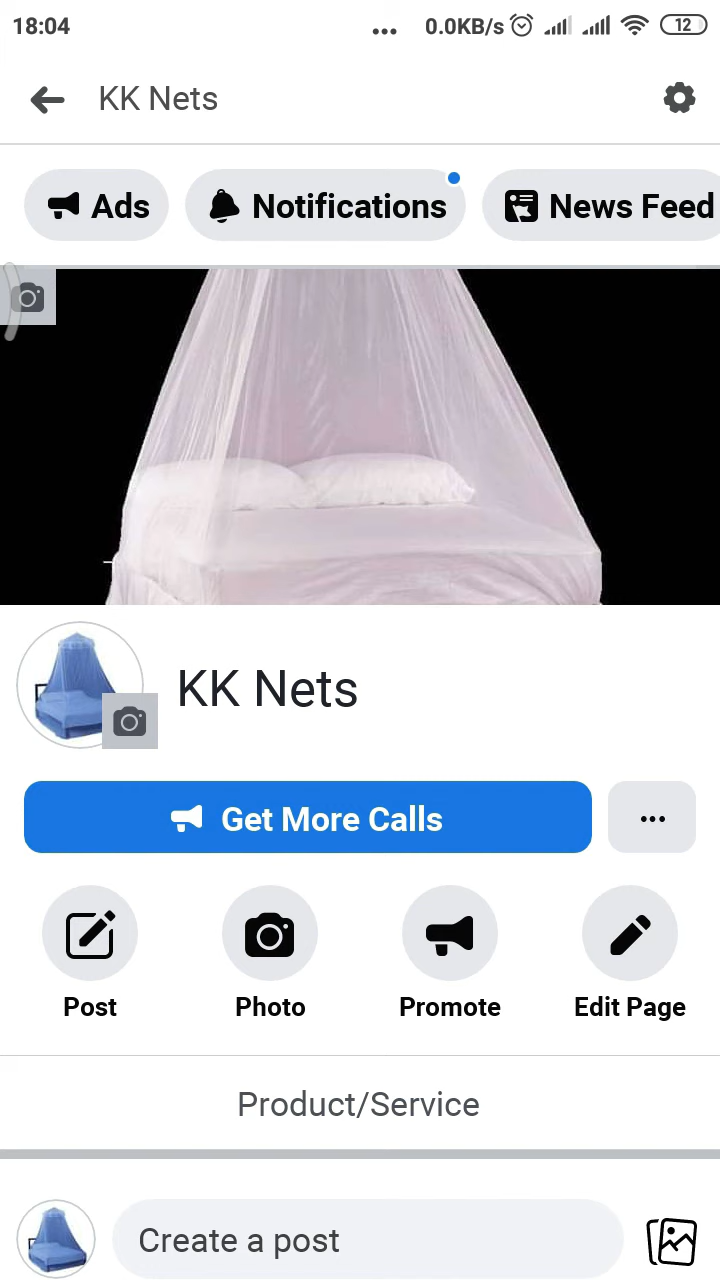 18:04 ... 0.0KB/s 12
KK Nets
Ads Notifications News Feed
KK Nets
Get More Calls ...
Post Photo Promote Edit Page
Product/Service
Create a post